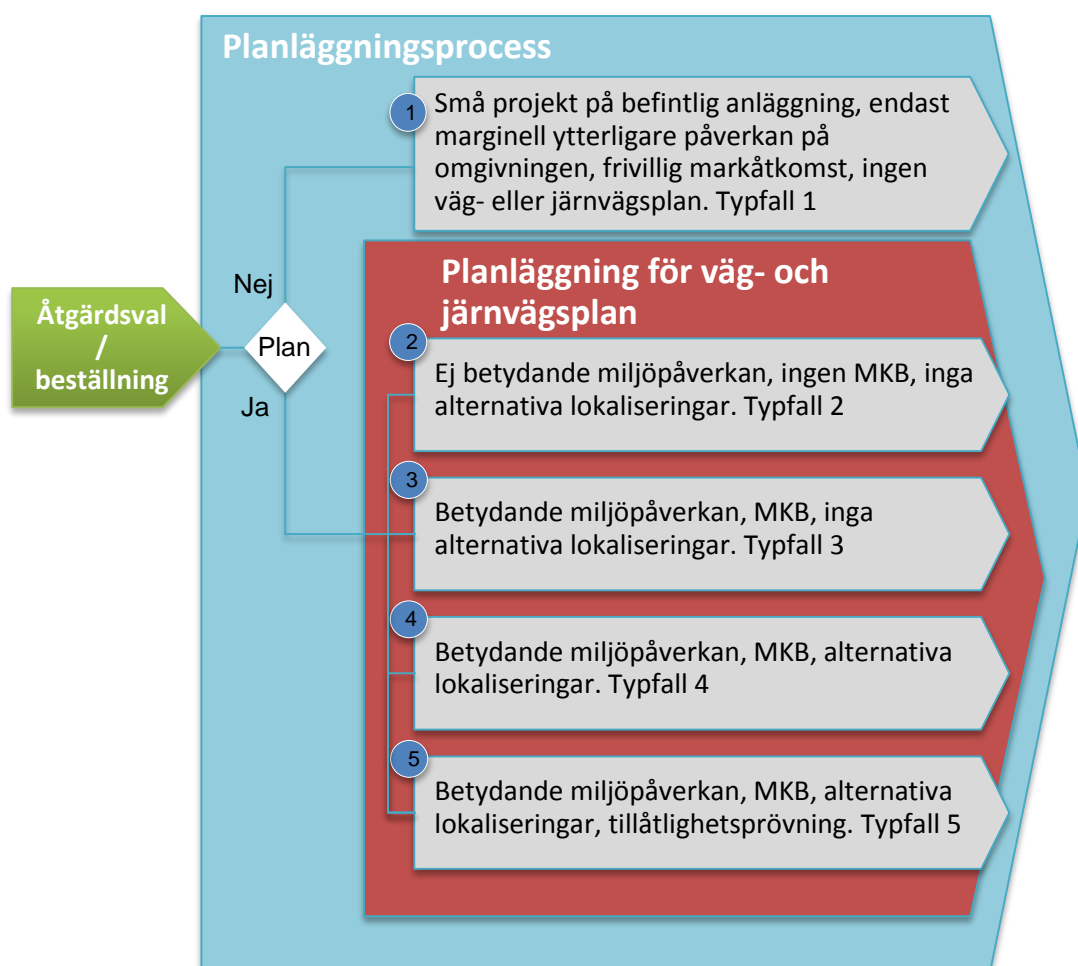 Planläggningsprocess
1
Små projekt på befintlig anläggning, endast
marginell ytterligare påverkan på
omgivningen, frivillig markåtkomst, ingen
väg- eller järnvägsplan. Typfall 1
Åtgärdsval
/
beställning
Nej
Plan
Ja
Planläggning för väg- och
järnvägsplan
2
Ej betydande miljöpåverkan, ingen MKB, inga
alternativa lokaliseringar. Typfall 2
3
Betydande miljöpåverkan, MKB, inga
alternativa lokaliseringar. Typfall 3
4
Betydande miljöpåverkan, MKB, alternativa
lokaliseringar. Typfall 4
5
Betydande miljöpåverkan, MKB, alternativa
lokaliseringar, tillåtlighetsprövning. Typfall 5